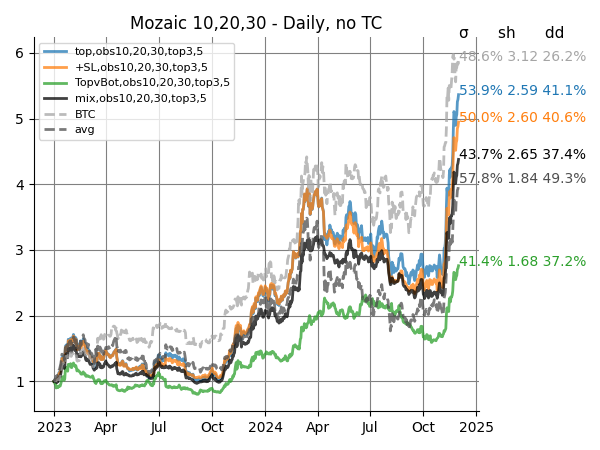 Mozaic 10,20,30 - Daily, no TC
σ sh dd
top,obs10,20,30,top3,5
+SL,obs10,20,30,top3,5
TopvBot,obs10,20,30,top3,5
mix,obs10,20,30,top3,5
BTC
avg
48.6% 3.12 26.2%
53.9% 2.59 41.1%
50.0% 2.60 40.6%
43.7% 2.65 37.4%
57.8% 1.84 49.3%
41.4% 1.68 37.2%
6
5
4
3
2
1
2023 Apr Jul Oct 2024 Apr Jul Oct 2025